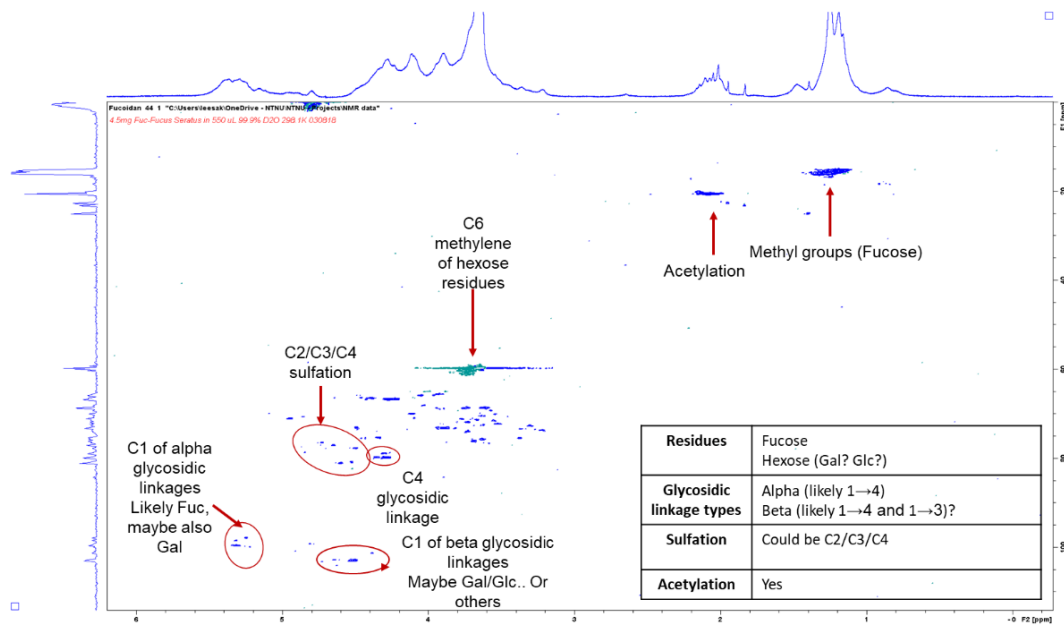 Fucoidan 44 1 "C:\Users\leesak\OneDrive - NTNU\NTNU\Projects\NMR data"
4.5mg Fuc-Fucus Seratus in 550 uL 99.9% D2O 298.1K 030818
C6
methylene
of hexose
residues
Acetylation
Methyl groups (Fucose)
C2/C3/C4
sulfation
C1 of alpha
glycosidic
linkages
Likely Fuc,
maybe also
Gal
C4
glycosidic
linkage
C1 of beta glycosidic
linkages
Maybe Gal/Glc.. Or
others
Residues
Fucose
Hexose (Gal? Glc?)
Glycosidic
linkage types
Alpha (likely 1→4)
Beta (likely 1→4 and 1→3)?
Sulfation
Could be C2/C3/C4
Acetylation
Yes
6 5 4 3 2 1 -0 F2 [ppm]